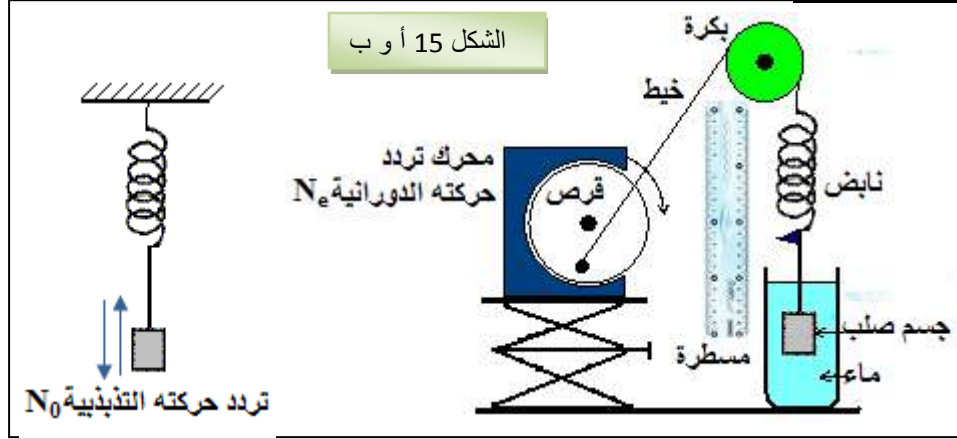 الشكل 15 أ و ب
بكرة
خيط
محرك تردد
حركته الدورانية Nₑ
قرص
نابض
جسم صلب
ماء
مسطرة
تردد حركته التذبذبية N₀